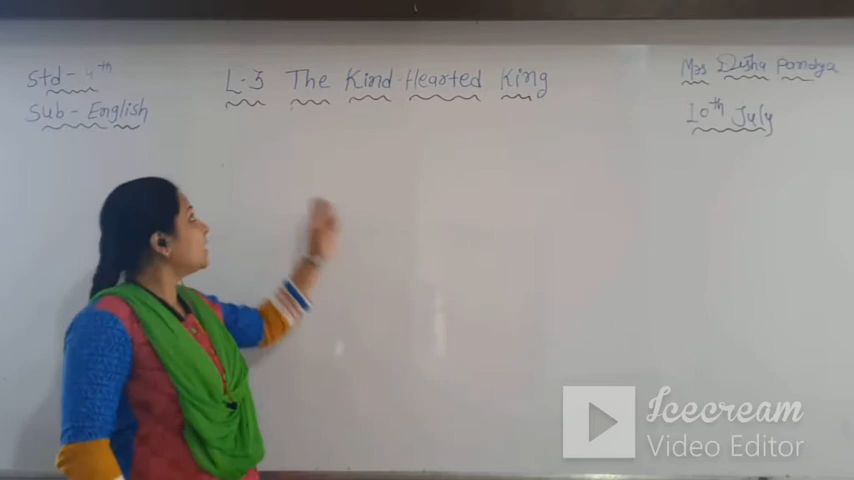 Std- 4th
Sub- English
L-3 The Kind-Hearted King
Mrs Disha Pandya
10th July
Icecream
Video Editor